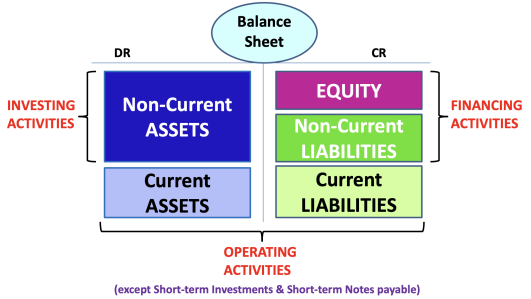 Balance
Sheet
DR
CR
INVESTING
ACTIVITIES
Non-Current
ASSETS
EQUITY
Non-Current
LIABILITIES
FINANCING
ACTIVITIES
Current
ASSETS
Current
LIABILITIES
OPERATING
ACTIVITIES
(except Short-term Investments & Short-term Notes payable)